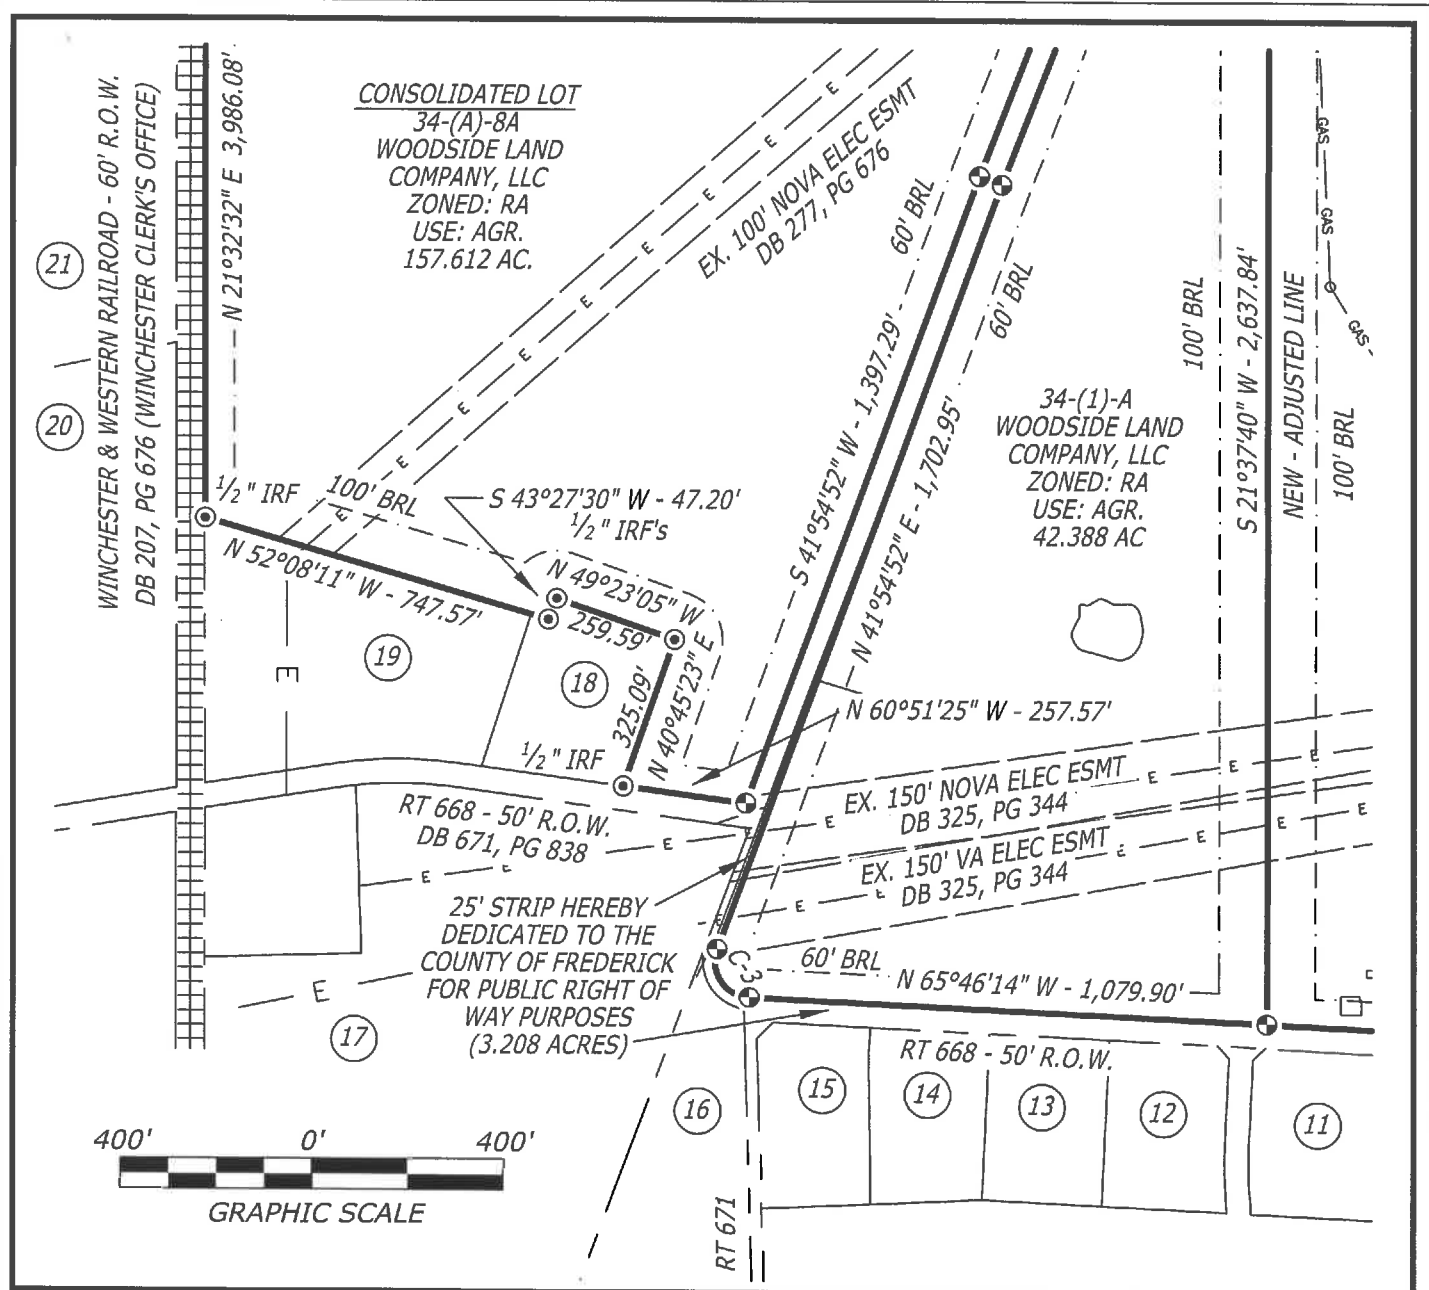 WINCHESTER & WESTERN RAILROAD - 60' R.O.W.
DB 207, PG 676 (WINCHESTER CLERK'S OFFICE)
N 21°32'32" E 3,986.08'
CONSOLIDATED LOT
34-(A)-8A
WOODSIDE LAND
COMPANY, LLC
ZONED: RA
USE: AGR.
157.612 AC.
E
E
E
E
E
E
E
E
E
EX. 100' NOVA ELEC ESMT
DB 277, PG 676
60' BRL
60' BRL
S 41°54'52" W - 1,397.29'
N 41°54'52" E - 1,702.95'
100' BRL
S 21°37'40" W - 2,637.84'
NEW - ADJUSTED LINE
100' BRL
GAS
GAS
GAS
21
20
34-(1)-A
WOODSIDE LAND
COMPANY, LLC
ZONED: RA
USE: AGR.
42.388 AC
1/2" IRF
100' BRL
S 43°27'30" W - 47.20'
1/2" IRF's
N 52°08'11" W - 747.57'
N 49°23'05" W
259.59'
325.09'
N 40°45'23" E
19
18
E
N 60°51'25" W - 257.57'
1/2" IRF
RT 668 - 50' R.O.W.
DB 671, PG 838
EX. 150' NOVA ELEC ESMT
DB 325, PG 344
E
E
E
E
E
E
E
E
EX. 150' VA ELEC ESMT
DB 325, PG 344
E
E
E
E
E
E
25' STRIP HEREBY
DEDICATED TO THE
COUNTY OF FREDERICK
FOR PUBLIC RIGHT OF
WAY PURPOSES
(3.208 ACRES)
E
17
C-3
60' BRL
N 65°46'14" W - 1,079.90'
E
RT 668 - 50' R.O.W.
16
15
14
13
12
11
RT 671
400'
0'
400'
GRAPHIC SCALE